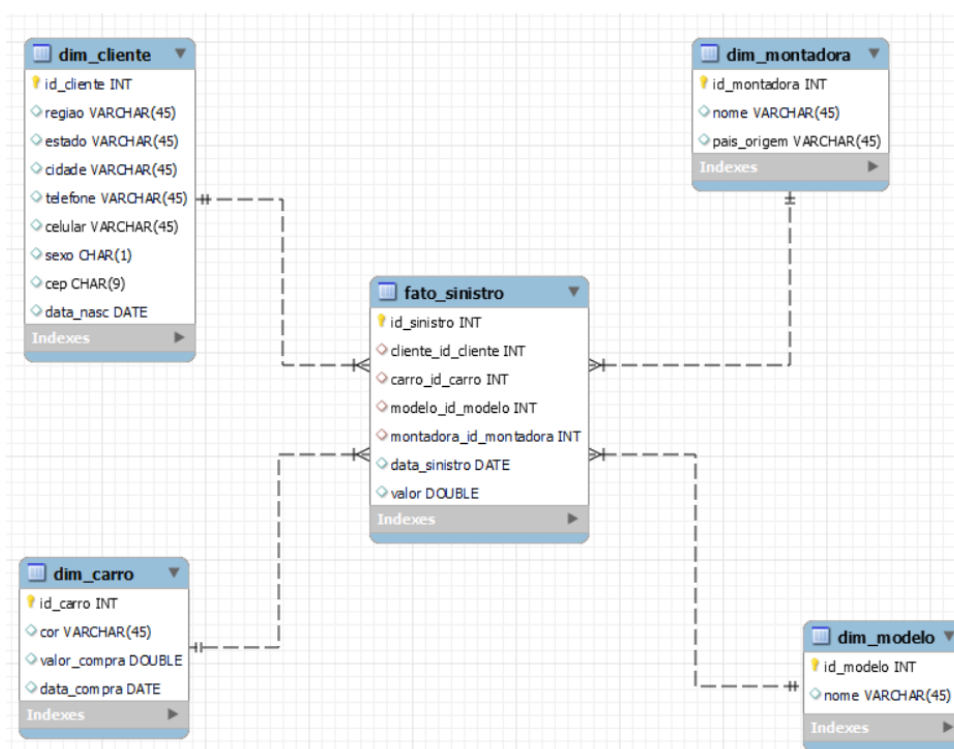 dim_cliente
id_cliente INT
regiao VARCHAR(45)
estado VARCHAR(45)
cidade VARCHAR(45)
telefone VARCHAR(45)
celular VARCHAR(45)
sexo CHAR(1)
cep CHAR(9)
data_nasc DATE
Indexes
dim_montadora
id_montadora INT
nome VARCHAR(45)
pais_origem VARCHAR(45)
Indexes
fato_sinistro
id_sinistro INT
cliente_id_cliente INT
carro_id_carro INT
modelo_id_modelo INT
montadora_id_montadora INT
data_sinistro DATE
valor DOUBLE
Indexes
dim_carro
id_carro INT
cor VARCHAR(45)
valor_compra DOUBLE
data_compra DATE
Indexes
dim_modelo
id_modelo INT
nome VARCHAR(45)
Indexes